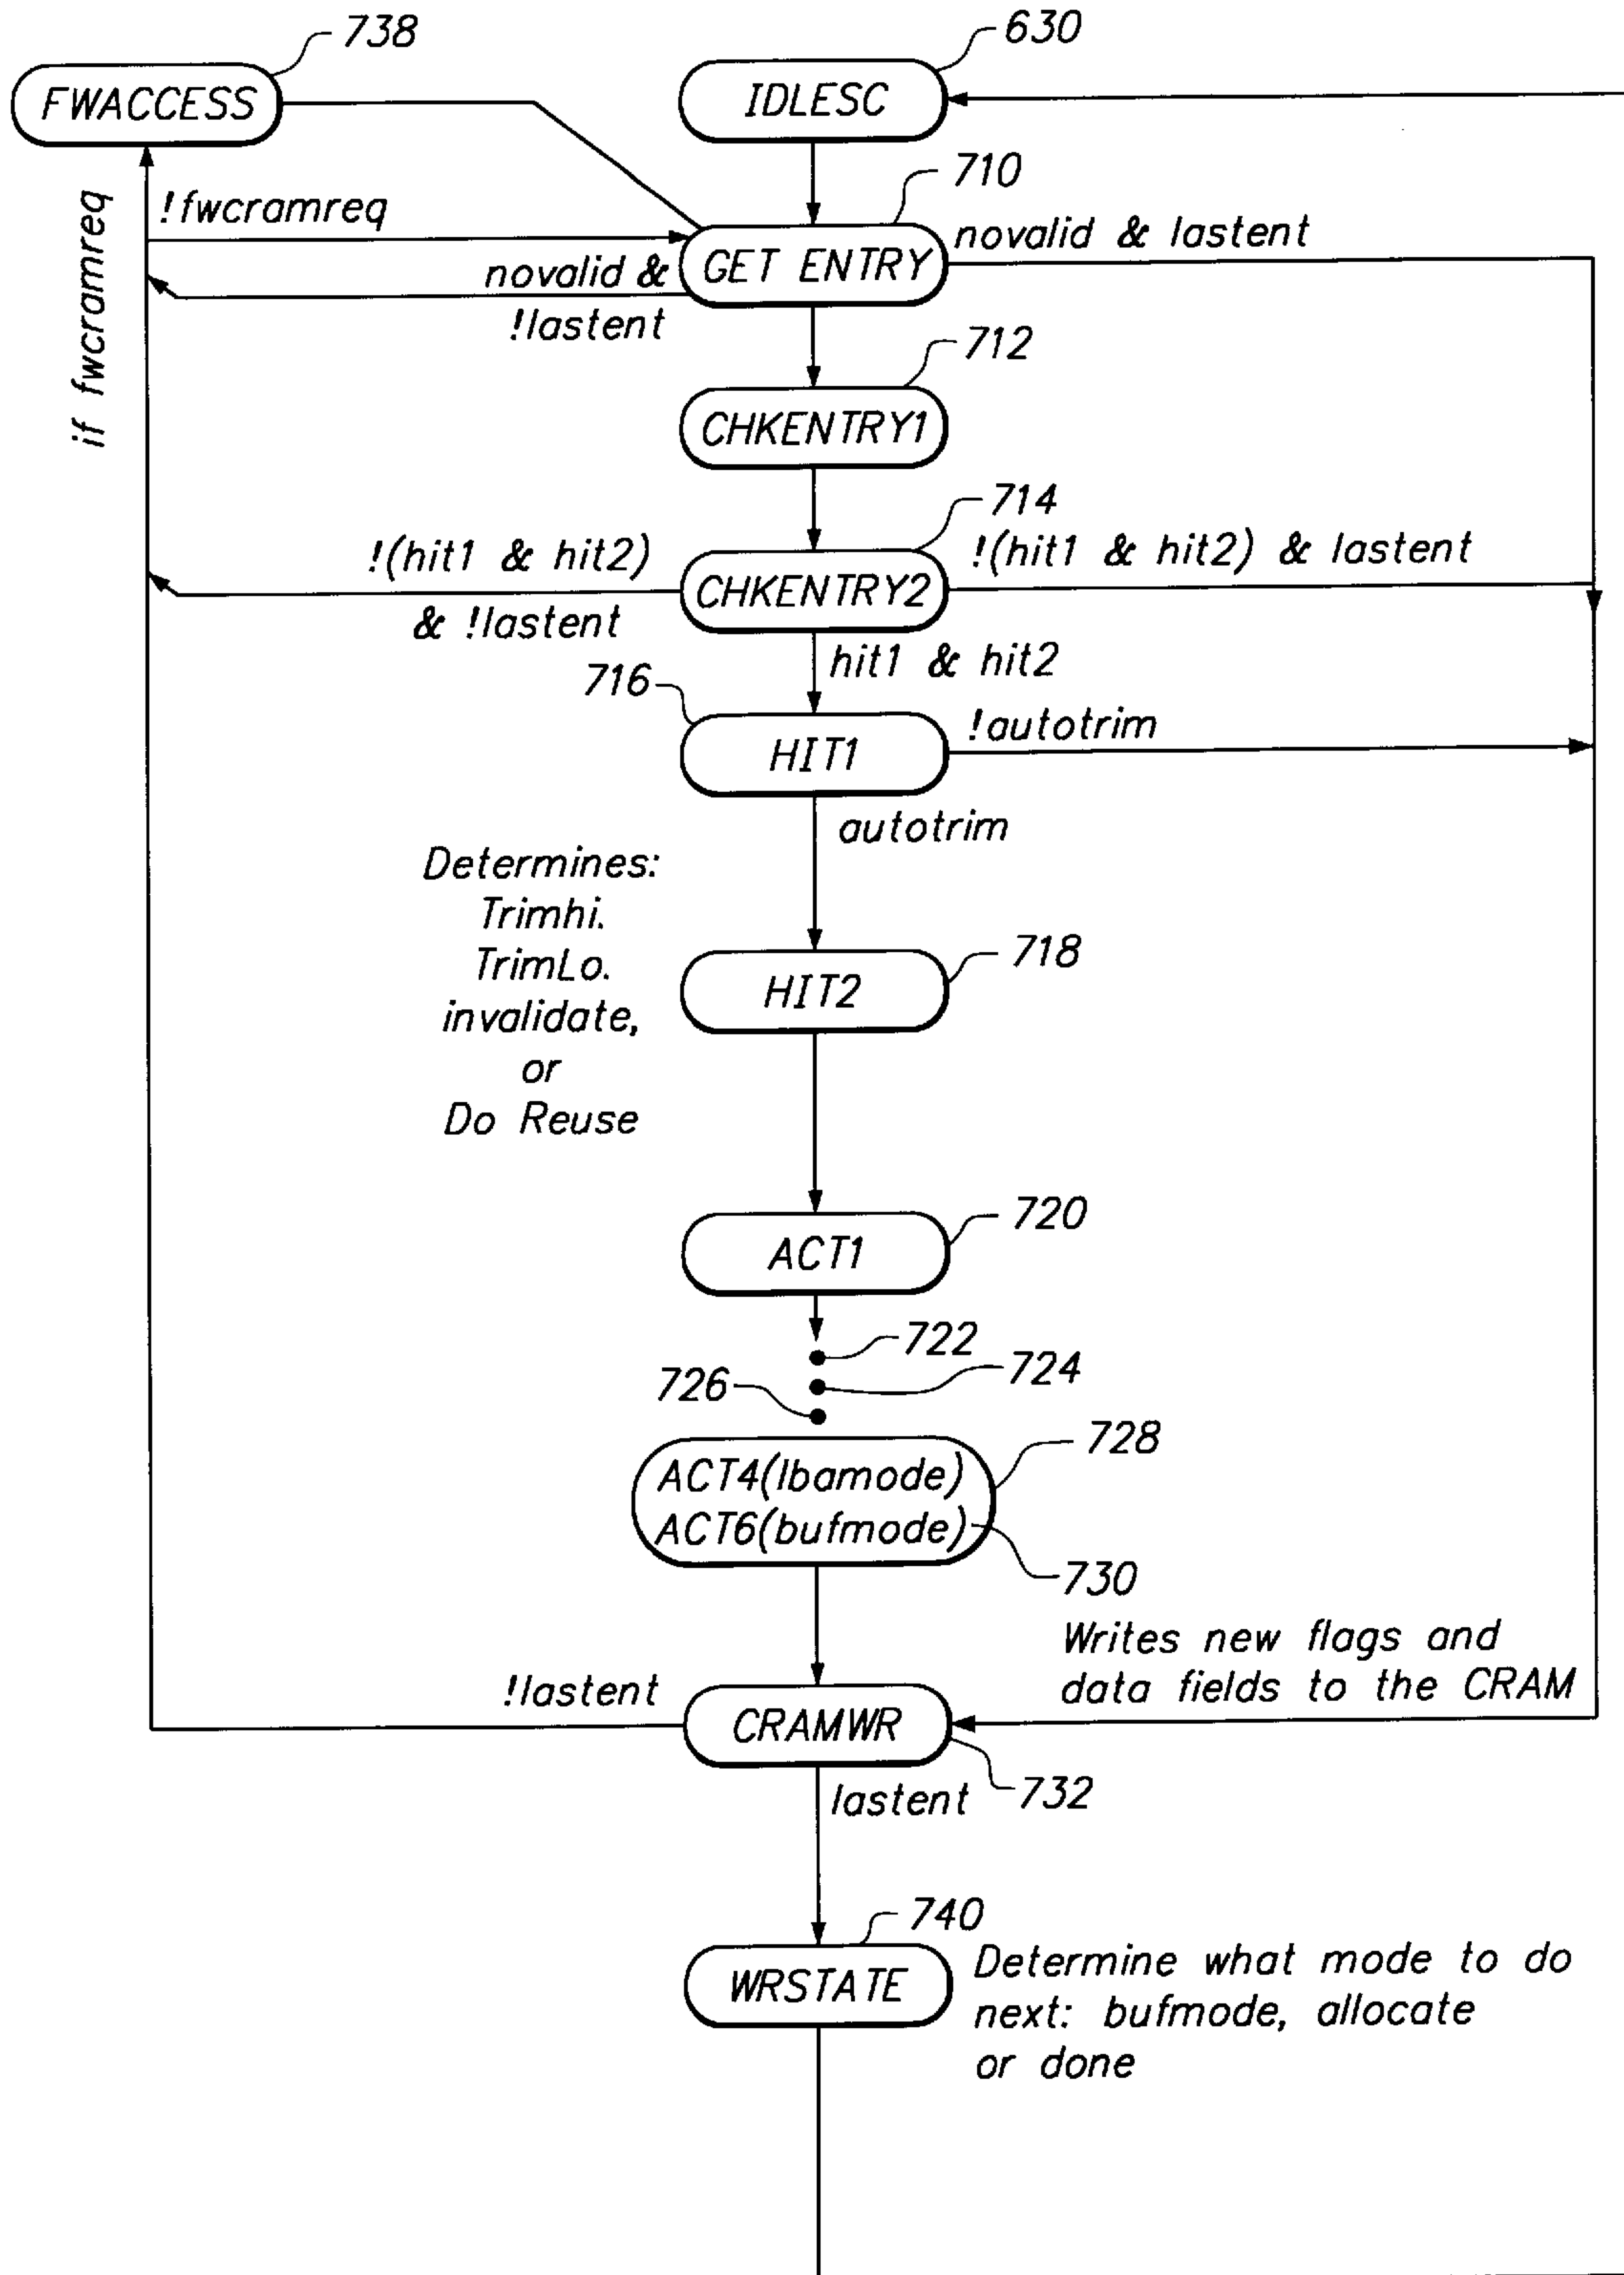 738
FWACCESS
630
IDLESC
710
!fwcramreq
GET ENTRY
novalid & lastent
novalid &
!lastent
if fwcramreq
712
CHKENTRY1
714
!(hit1 & hit2)
& !lastent
CHKENTRY2
!(hit1 & hit2) & lastent
hit1 & hit2
716
HIT1
!autotrim
autotrim
Determines:
Trimhi.
TrimLo.
invalidate,
or
Do Reuse
718
HIT2
720
ACT1
722
724
726
728
ACT4(lbamode)
ACT6(bufmode)
730
Writes new flags and
data fields to the CRAM
!lastent
CRAMWR
732
lastent
740
WRSTATE
Determine what mode to do
next: bufmode, allocate
or done